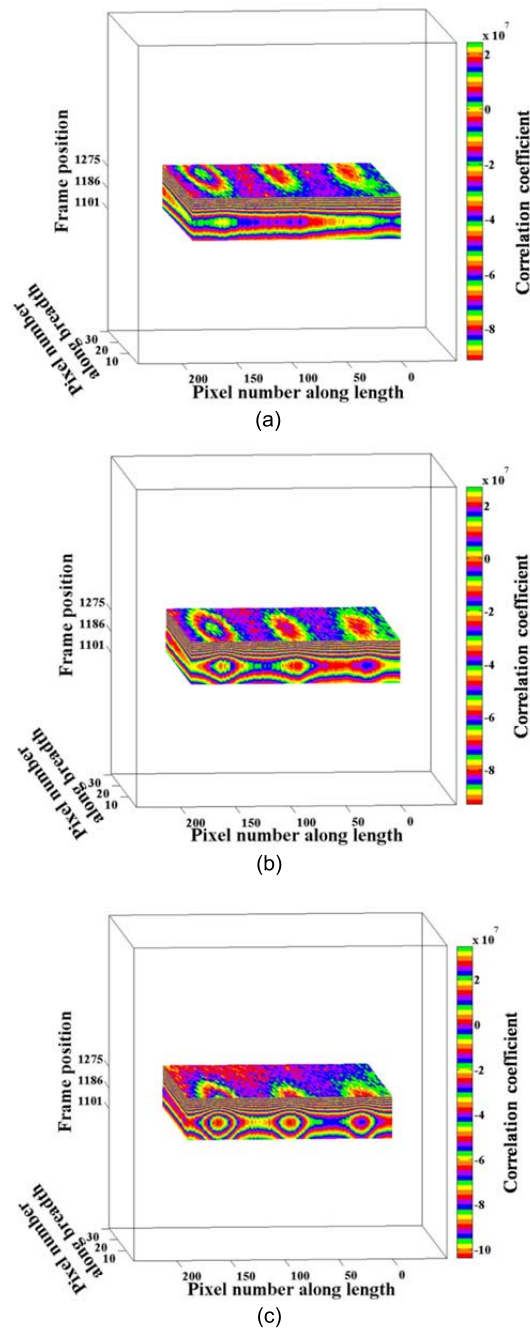 x 10 7
2
0
-2
-4
-6
-8
Correlation coefficient
Frame position
1275
1186
1101
Pixel number
along breadth
30
20
10
200
150
100
50
0
Pixel number along length
(a)
x 10 7
2
0
-2
-4
-6
-8
Correlation coefficient
Frame position
1275
1186
1101
Pixel number
along breadth
30
20
10
200
150
100
50
0
Pixel number along length
(b)
x 10 7
2
0
-2
-4
-6
-8
-10
Correlation coefficient
Frame position
1275
1186
1101
Pixel number
along breadth
30
20
10
200
150
100
50
0
Pixel number along length
(c)